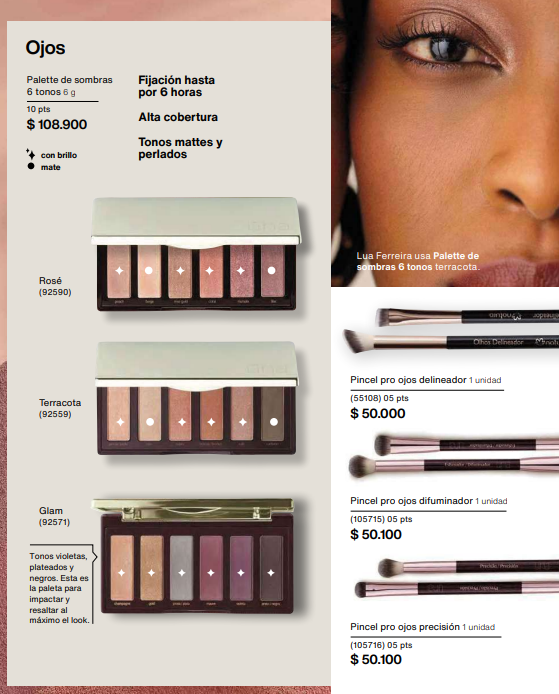 Ojos
Palette de sombras
6 tonos 6 g
10 pts
$ 108.900
con brillo
mate
Fijación hasta
por 6 horas
Alta cobertura
Tonos mattes y
perlados
Rosé
(92590)
Terracota
(92559)
Glam
(92571)
Tonos violetas,
plateados y
negros. Esta es
la paleta para
impactar y
resaltar al
máximo el look.
Lua Ferreira usa Palette de
sombras 6 tonos terracota.
Olhos Delineador
Pincel pro ojos delineador 1 unidad
(55108) 05 pts
$ 50.000
Pincel pro ojos difuminador 1 unidad
(105715) 05 pts
$ 50.100
Precisão / Precisión
Pincel pro ojos precisión 1 unidad
(105716) 05 pts
$ 50.100